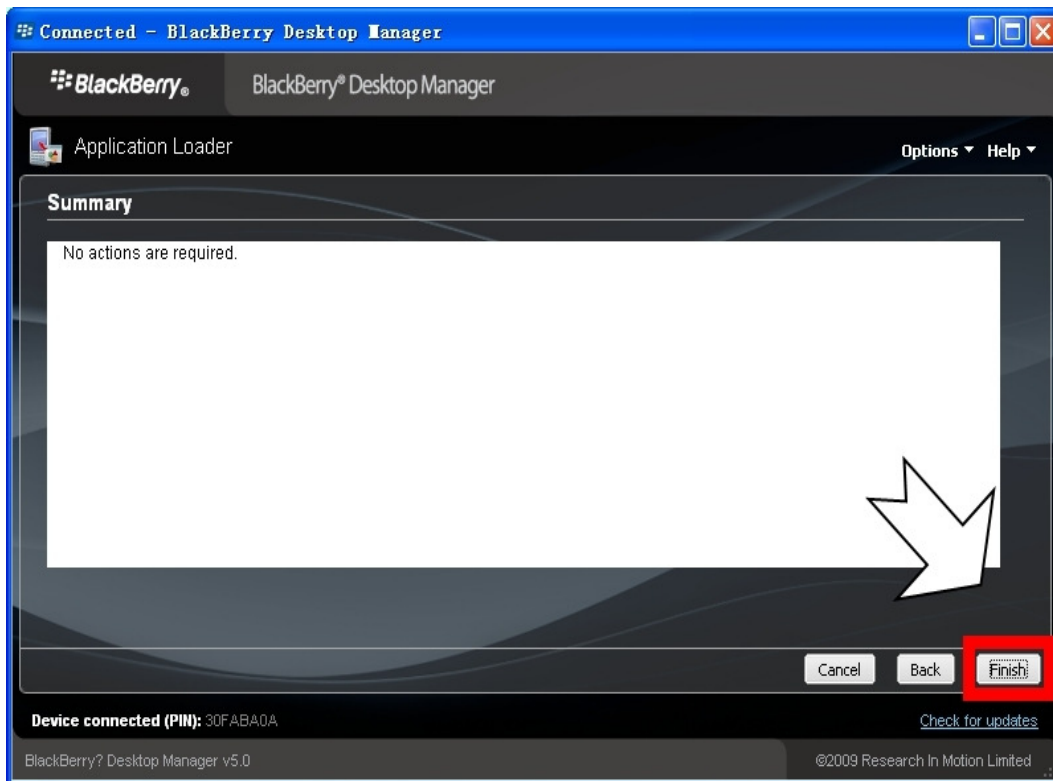 Connected - BlackBerry Desktop Manager
BlackBerry® BlackBerry® Desktop Manager
Application Loader Options Help
Summary
No actions are required.
Cancel Back Finish
Device connected (PIN): 30FABA0A Check for updates
BlackBerry? Desktop Manager v5.0 ©2009 Research In Motion Limited